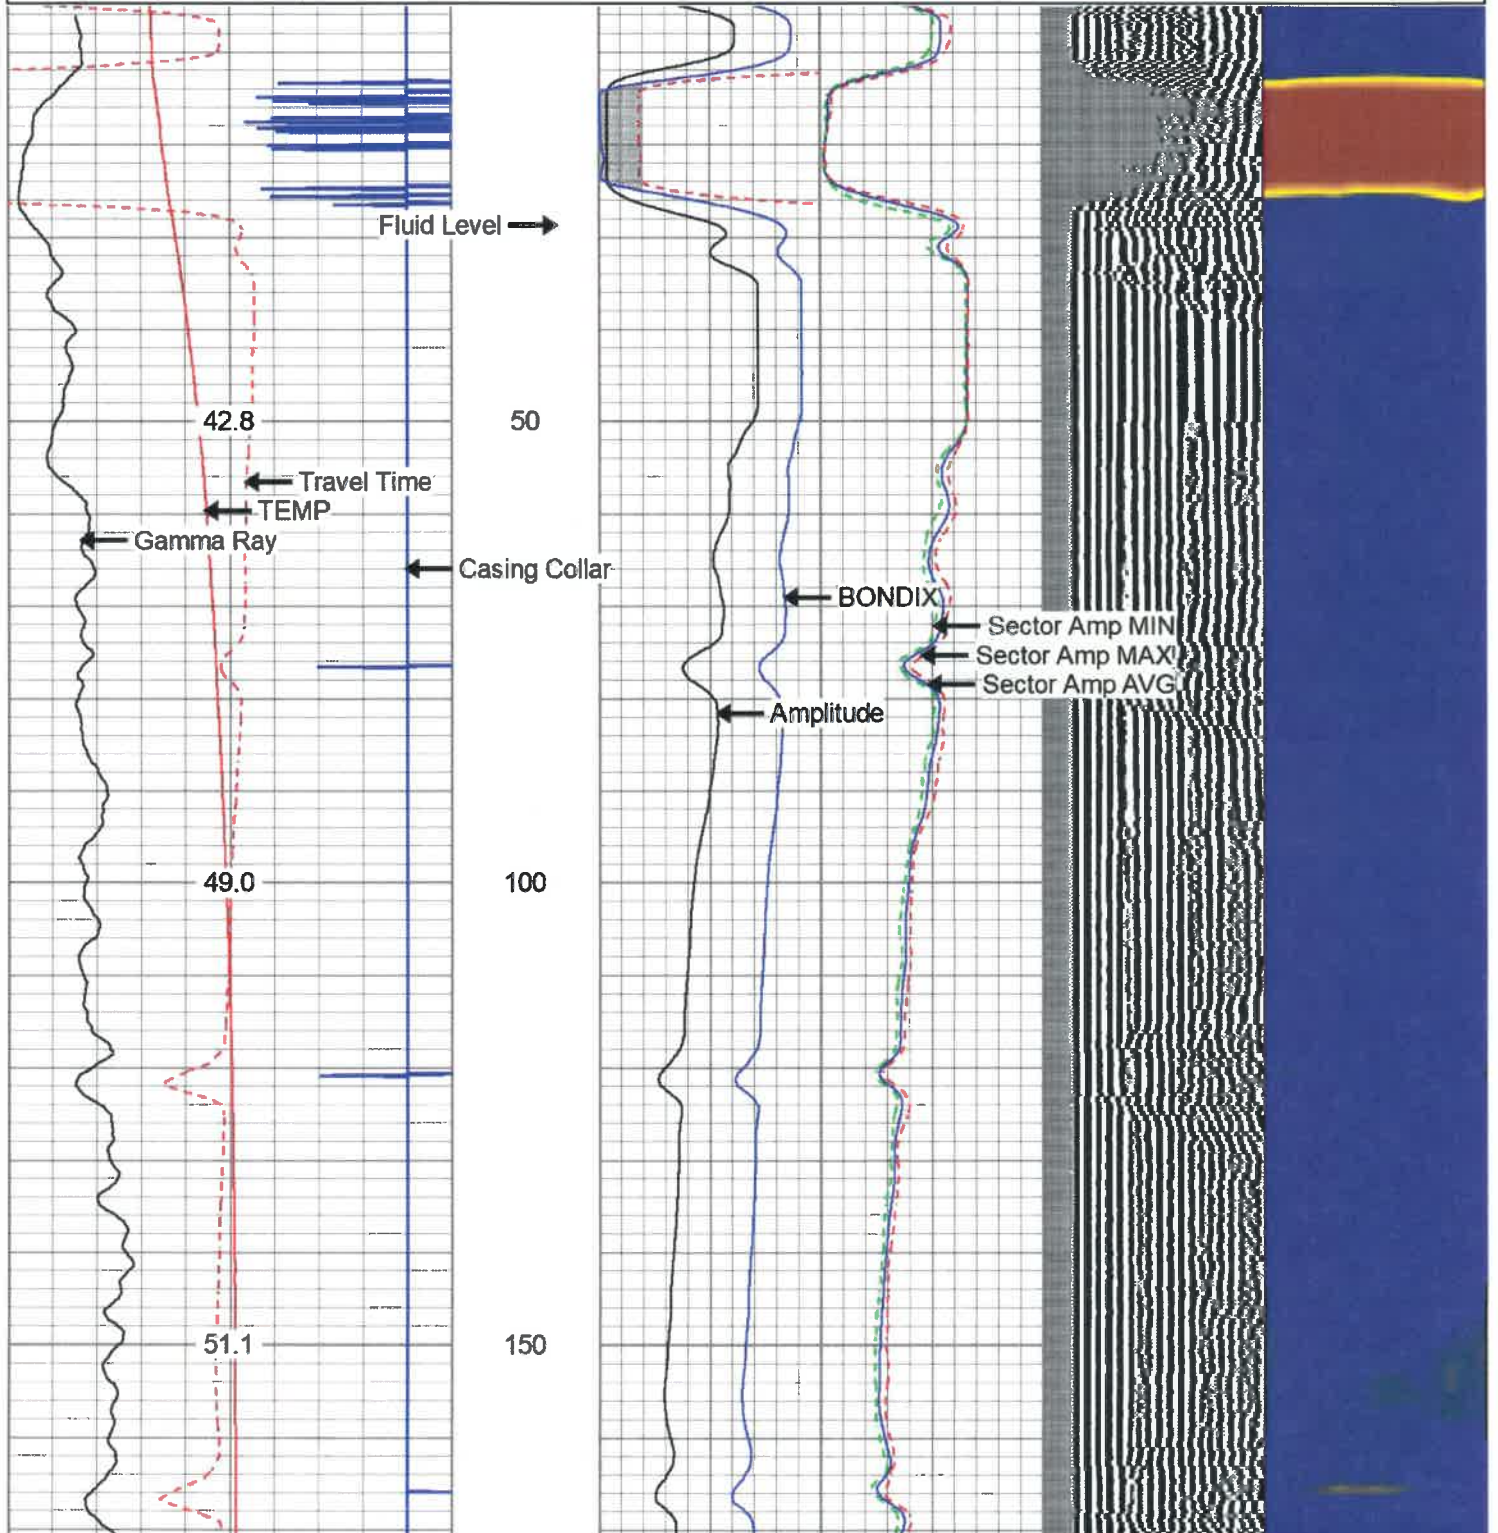 Fluid Level
42.8
50
Travel Time
TEMP
Gamma Ray
Casing Collar
BONDIX
Sector Amp MIN
Sector Amp MAX
Sector Amp AVG
Amplitude
49.0
100
51.1
150